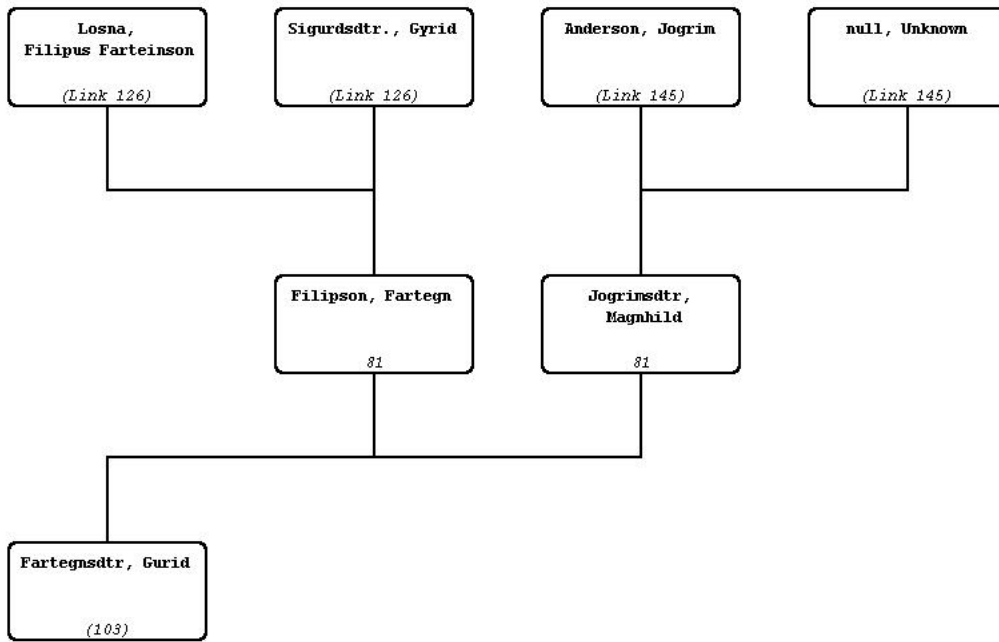 Losna,
Filipus Farteinson
(Link 126)
Sigurdsdtr., Gyrid
(Link 126)
Anderson, Jogrim
(Link 145)
null, Unknown
(Link 145)
Filipson, Fartegn
81
Jogrimsdtr,
Magnhild
81
Fartegnsdtr, Gurid
(103)